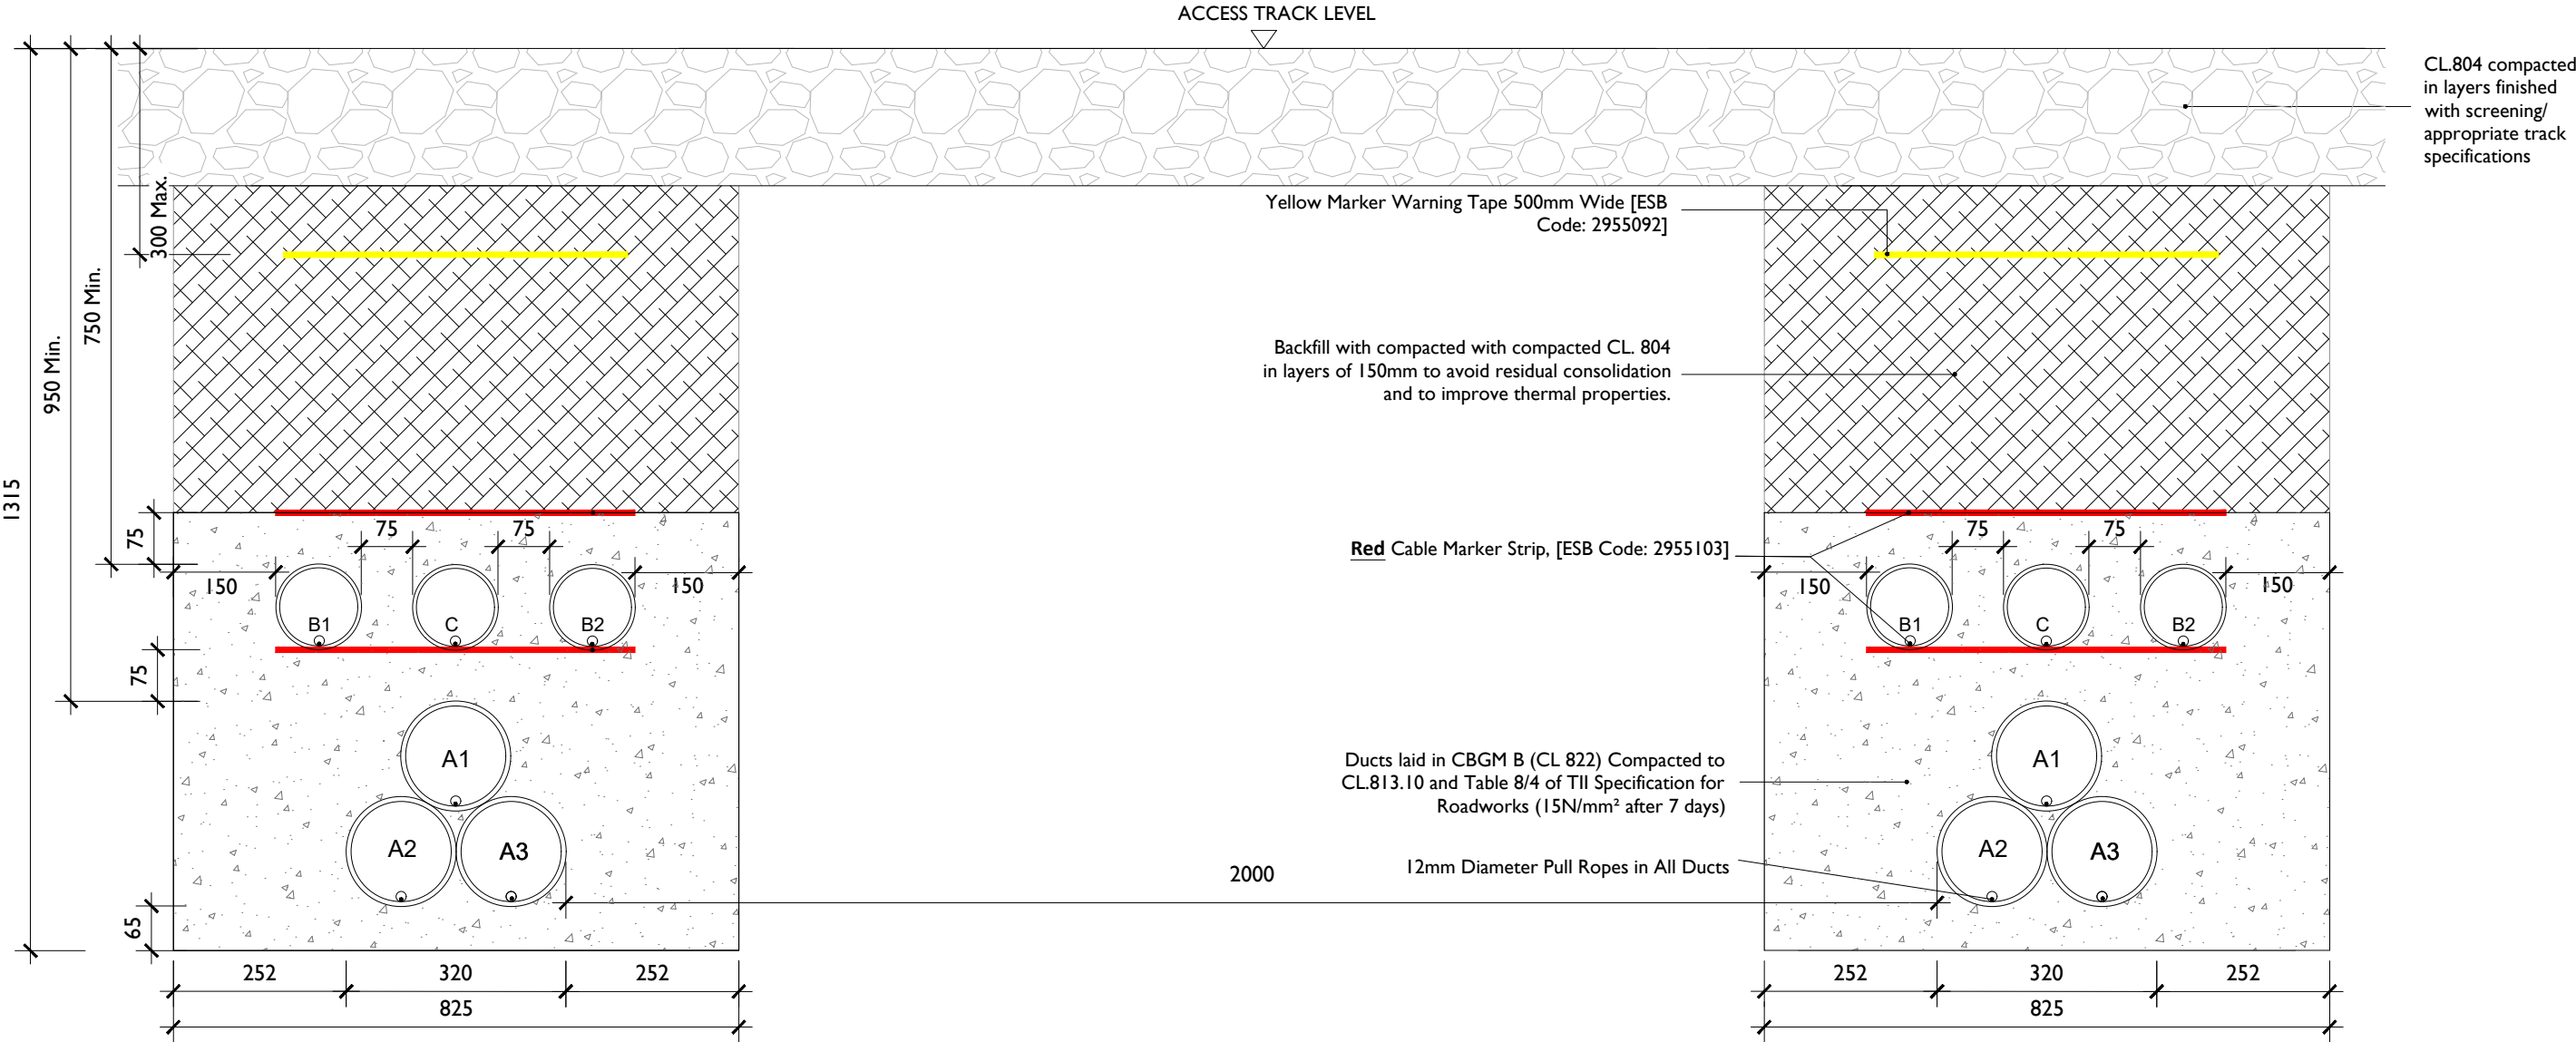 ACCESS TRACK LEVEL
CL.804 compacted
in layers finished
with screening/
appropriate track
specifications
300 Max.
750 Min.
950 Min.
1315
Yellow Marker Warning Tape 500mm Wide [ESB
Code: 2955092]
Backfill with compacted with compacted CL. 804
in layers of 150mm to avoid residual consolidation
and to improve thermal properties.
75
75
75
150
150
B1
C
B2
75
A1
A2
A3
65
252
320
252
825
Red Cable Marker Strip, [ESB Code: 2955103]
Ducts laid in CBGM B (CL 822) Compacted to
CL.813.10 and Table 8/4 of TII Specification for
Roadworks (15N/mm² after 7 days)
12mm Diameter Pull Ropes in All Ducts
2000
75
75
150
150
B1
C
B2
A1
A2
A3
252
320
252
825